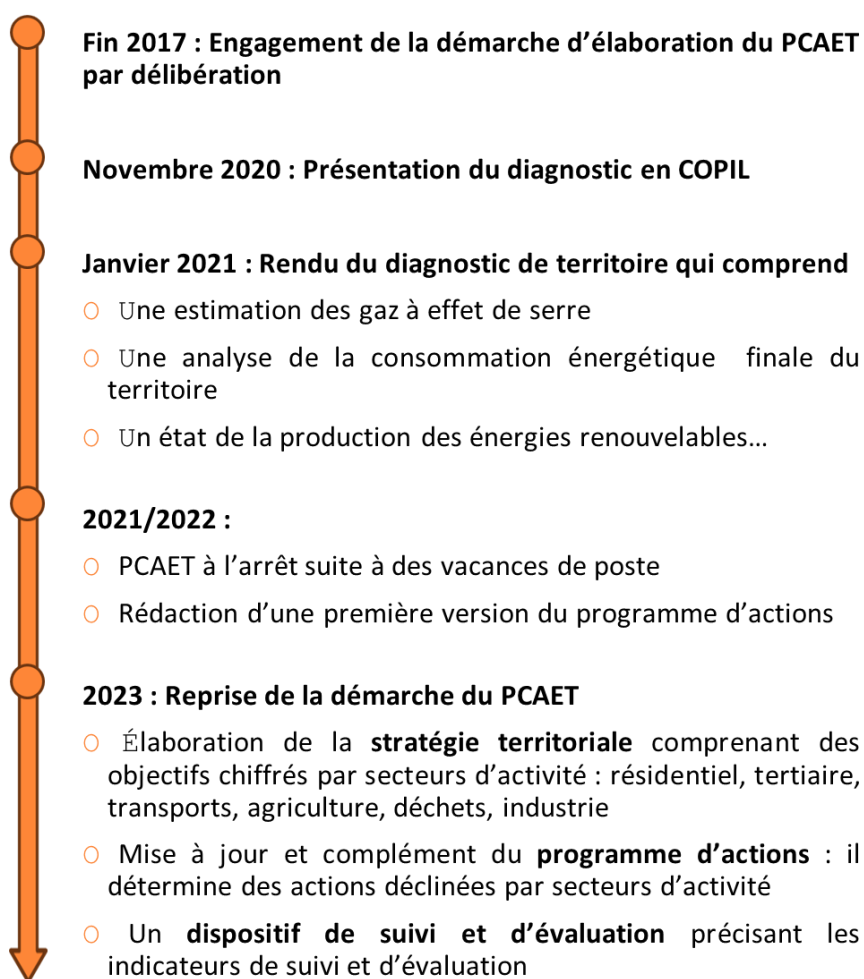 Fin 2017 : Engagement de la démarche d’élaboration du PCAET
par délibération
Novembre 2020 : Présentation du diagnostic en COPIL
Janvier 2021 : Rendu du diagnostic de territoire qui comprend
O Une estimation des gaz à effet de serre
O Une analyse de la consommation énergétique finale du
territoire
O Un état de la production des énergies renouvelables…
2021/2022 :
O PCAET à l’arrêt suite à des vacances de poste
O Rédaction d’une première version du programme d’actions
2023 : Reprise de la démarche du PCAET
O Élaboration de la stratégie territoriale comprenant des
objectifs chiffrés par secteurs d’activité : résidentiel, tertiaire,
transports, agriculture, déchets, industrie
O Mise à jour et complément du programme d’actions : il
détermine des actions déclinées par secteurs d’activité
O Un dispositif de suivi et d’évaluation précisant les
indicateurs de suivi et d’évaluation